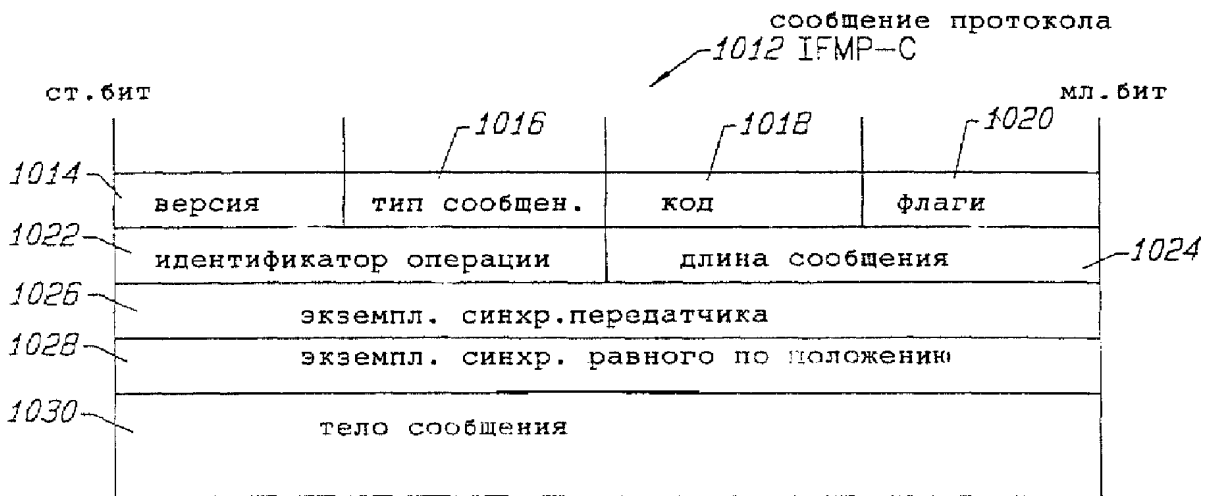 сообщение протокола
1012 IFMP-C
ст.бит
мл.бит
1016
1018
1020
1014
версия
тип сообщен.
код
флаги
1022
идентификатор операции
длина сообщения
1024
1026
экземпл. синхр.передатчика
1028
экземпл. синхр. равного по положению
1030
тело сообщения